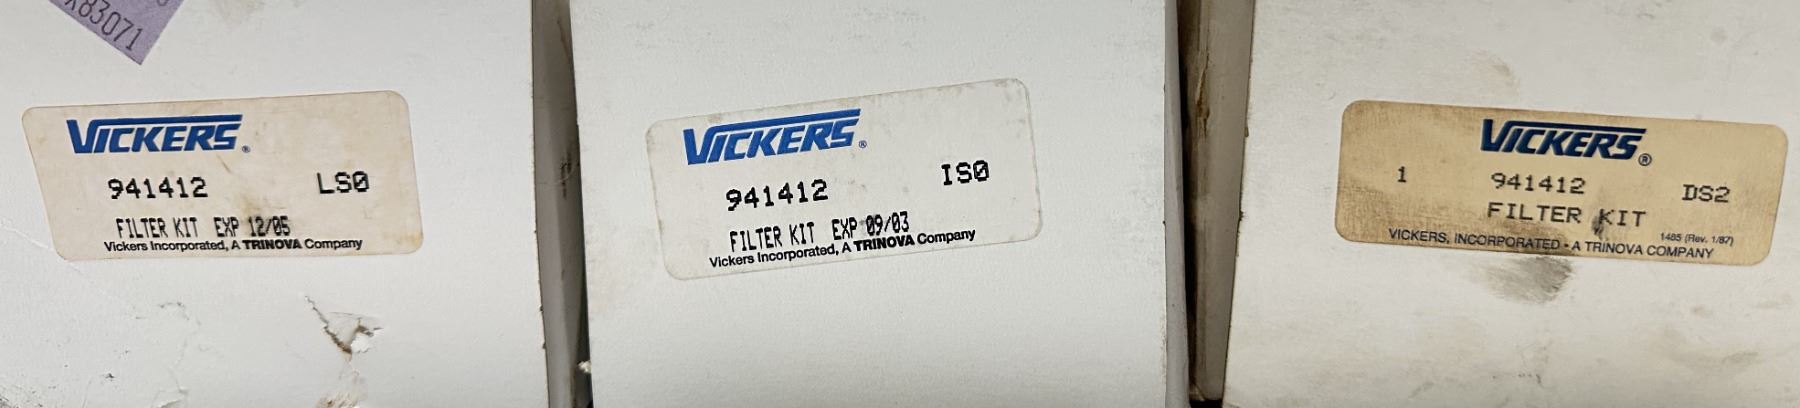 X83071
VICKERS®
941412 LS0
FILTER KIT EXP 12/05
Vickers Incorporated, A TRINOVA Company
VICKERS®
941412 IS0
FILTER KIT EXP 09/03
Vickers Incorporated, A TRINOVA Company
VICKERS®
1 941412 DS2
FILTER KIT
1485 (Rev. 1/87)
VICKERS, INCORPORATED - A TRINOVA COMPANY